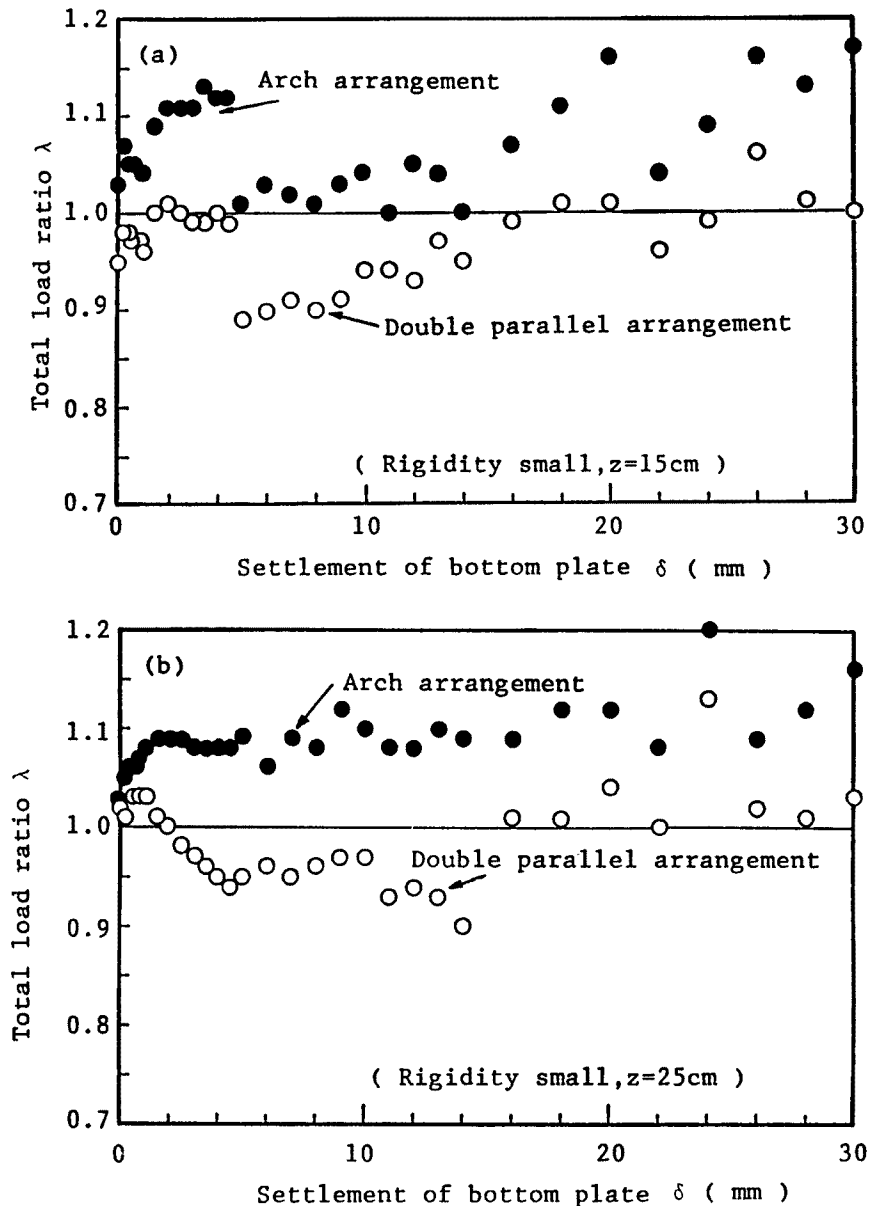 (a)
Arch arrangement
Double parallel arrangement
( Rigidity small,z=15cm )
Total load ratio λ
1.2
1.1
1.0
0.9
0.8
0.7
0
10
20
30
Settlement of bottom plate δ ( mm )
(b)
Arch arrangement
Double parallel arrangement
( Rigidity small,z=25cm )
Total load ratio λ
1.2
1.1
1.0
0.9
0.8
0.7
0
10
20
30
Settlement of bottom plate δ ( mm )